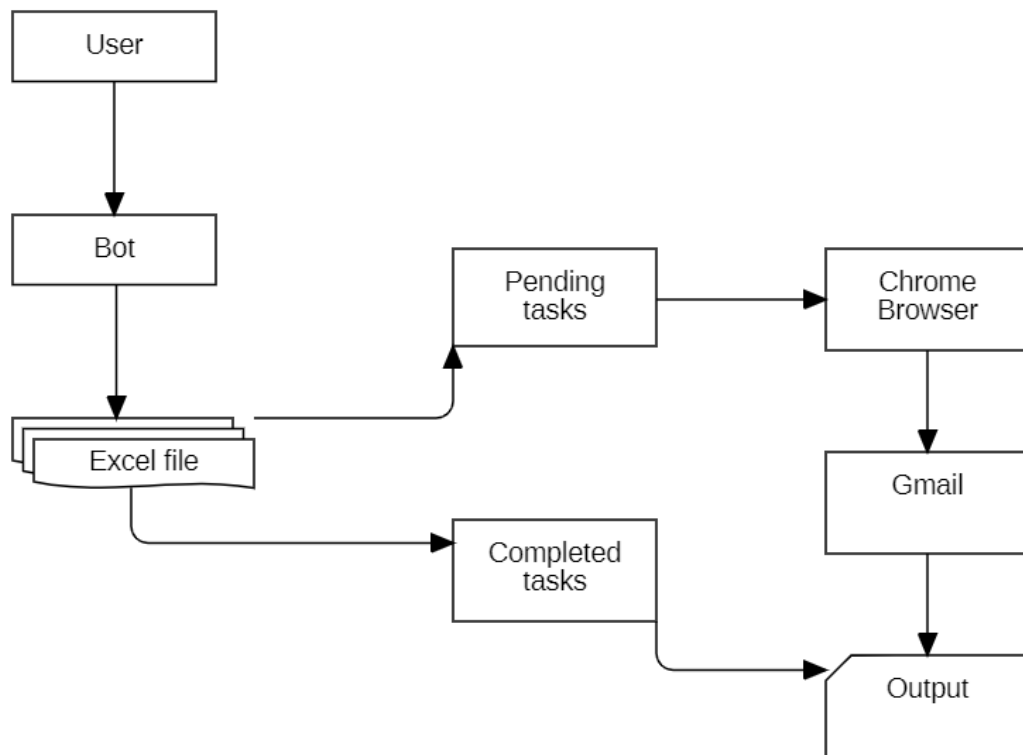 User
Bot
Pending
tasks
Chrome
Browser
Excel file
Gmail
Completed
tasks
Output